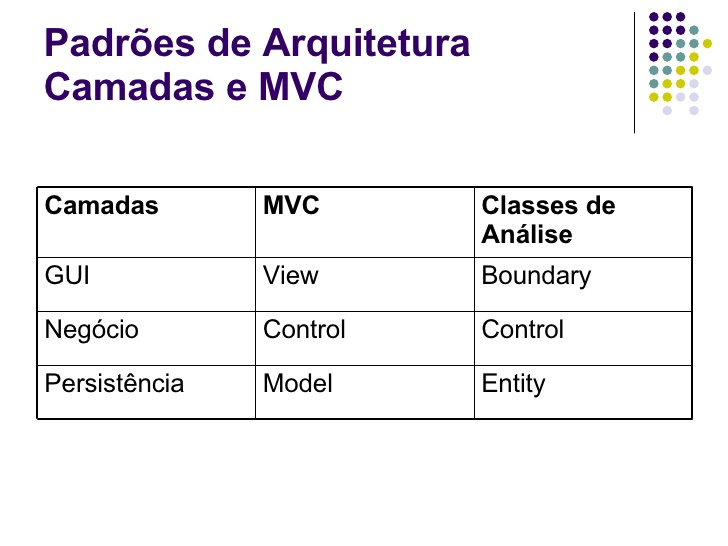 Padrões de Arquitetura
Camadas e MVC
Camadas MVC Classes de
Análise
GUI View Boundary
Negócio Control Control
Persistência Model Entity